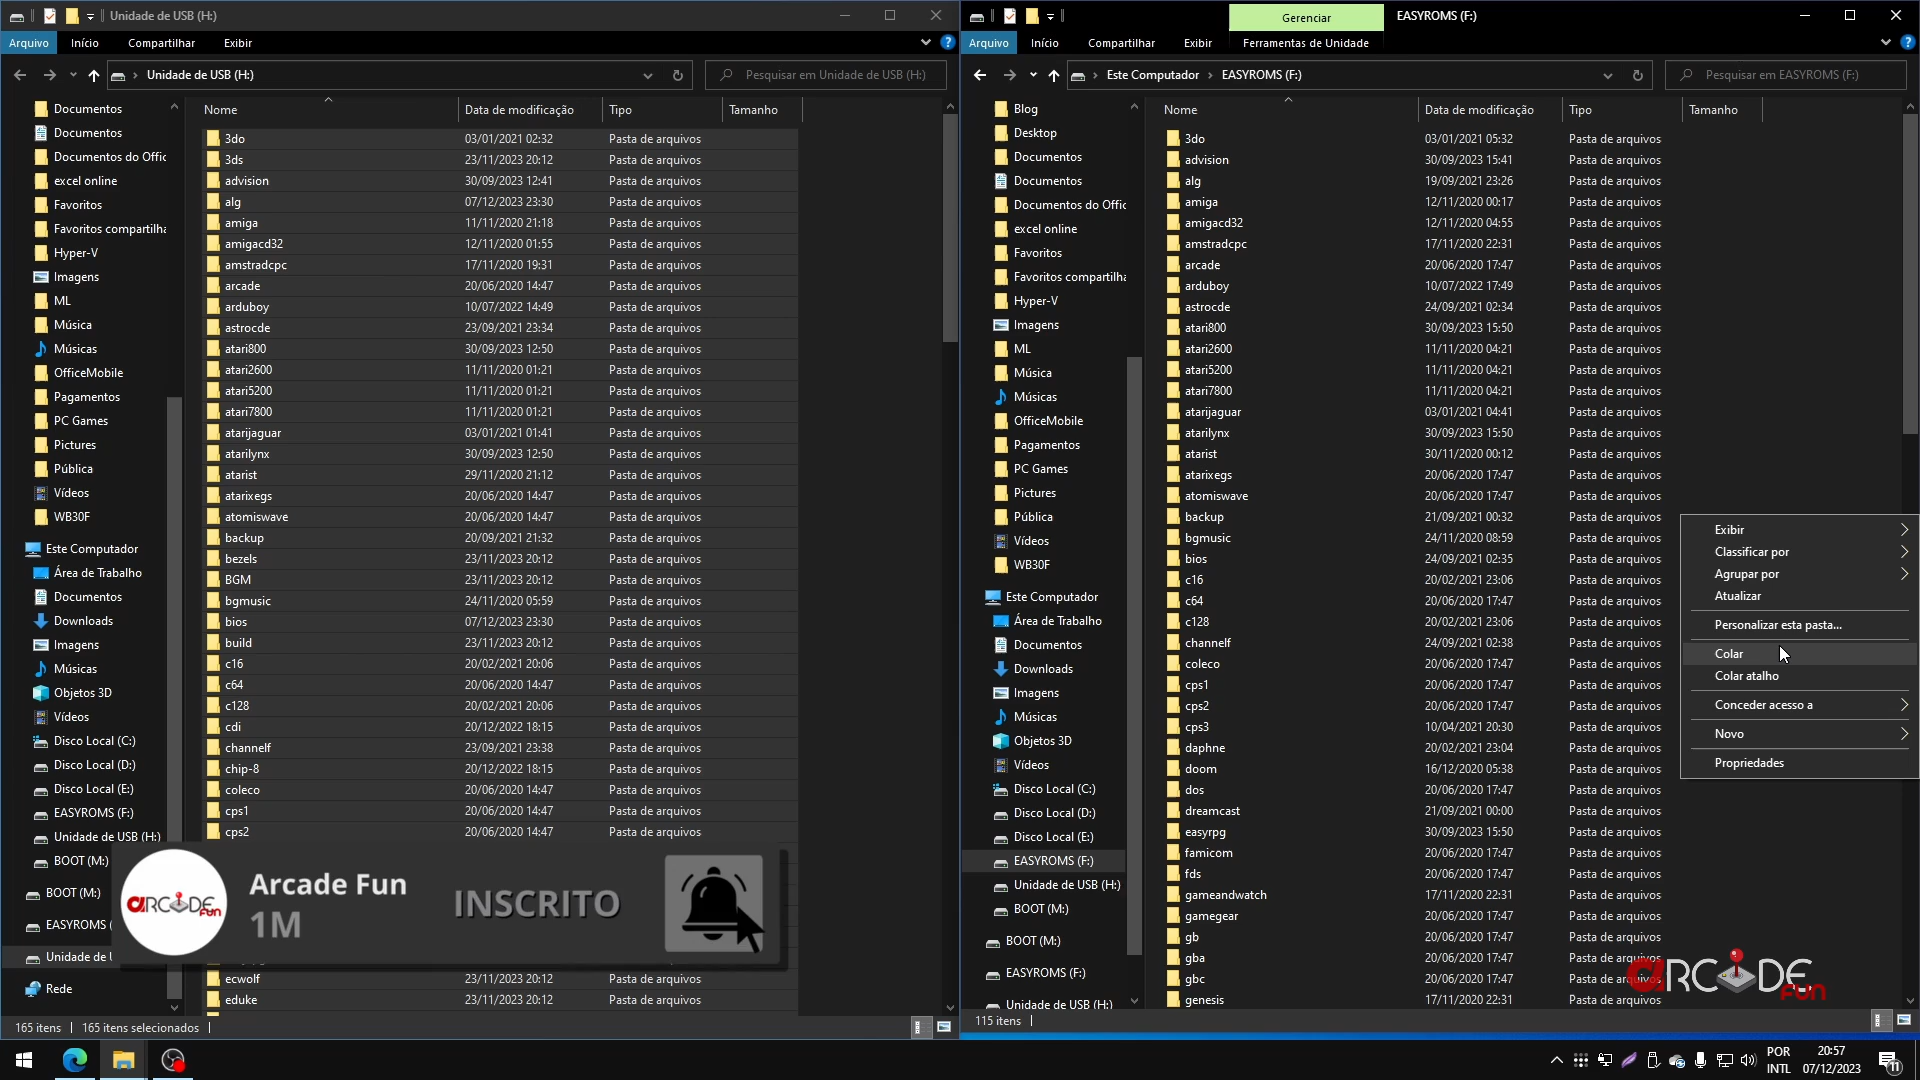 Unidade de USB (H:)
Arquivo Início Compartilhar Exibir
Unidade de USB (H:)
Pesquisar em Unidade de USB (H:)
Documentos
Documentos
Documentos do Offic
excel online
Favoritos
Favoritos compartilha
Hyper-V
Imagens
ML
Música
Músicas
OfficeMobile
Pagamentos
PC Games
Pictures
Pública
Vídeos
WB30F
Este Computador
Área de Trabalho
Documentos
Downloads
Imagens
Músicas
Objetos 3D
Vídeos
Disco Local (C:)
Disco Local (D:)
Disco Local (E:)
EASYROMS (F:)
Unidade de USB (H:)
BOOT (M:)
BOOT (M:)
EASYROMS (
Unidade de U
Rede
Nome Data de modificação Tipo Tamanho
3do 03/01/2021 02:32 Pasta de arquivos
3ds 23/11/2023 20:12 Pasta de arquivos
advision 30/09/2023 12:41 Pasta de arquivos
alg 07/12/2023 23:30 Pasta de arquivos
amiga 11/11/2020 21:18 Pasta de arquivos
amigacd32 12/11/2020 01:55 Pasta de arquivos
amstradcpc 17/11/2020 19:31 Pasta de arquivos
arcade 20/06/2020 14:47 Pasta de arquivos
arduboy 10/07/2022 14:49 Pasta de arquivos
astrocde 23/09/2021 23:34 Pasta de arquivos
atari800 30/09/2023 12:50 Pasta de arquivos
atari2600 11/11/2020 01:21 Pasta de arquivos
atari5200 11/11/2020 01:21 Pasta de arquivos
atari7800 11/11/2020 01:21 Pasta de arquivos
atarijaguar 03/01/2021 01:41 Pasta de arquivos
atarilynx 30/09/2023 12:50 Pasta de arquivos
atarist 29/11/2020 21:12 Pasta de arquivos
atarixegs 20/06/2020 14:47 Pasta de arquivos
atomiswave 20/06/2020 14:47 Pasta de arquivos
backup 20/09/2021 21:32 Pasta de arquivos
bezels 23/11/2023 20:12 Pasta de arquivos
BGM 23/11/2023 20:12 Pasta de arquivos
bgmusic 24/11/2020 05:59 Pasta de arquivos
bios 07/12/2023 23:30 Pasta de arquivos
build 23/11/2023 20:12 Pasta de arquivos
c16 20/02/2021 20:06 Pasta de arquivos
c64 20/06/2020 14:47 Pasta de arquivos
c128 20/02/2021 20:06 Pasta de arquivos
cdi 20/12/2022 18:15 Pasta de arquivos
channelf 23/09/2021 23:38 Pasta de arquivos
chip-8 20/12/2022 18:15 Pasta de arquivos
coleco 20/06/2020 14:47 Pasta de arquivos
cps1 20/06/2020 14:47 Pasta de arquivos
cps2 20/06/2020 14:47 Pasta de arquivos
ecwolf 23/11/2023 20:12 Pasta de arquivos
eduke 23/11/2023 20:12 Pasta de arquivos
165 itens 165 itens selecionados
ARCADE fun
Arcade Fun
1M
INSCRITO
Gerenciar EASYROMS (F:)
Arquivo Início Compartilhar Exibir Ferramentas de Unidade
Este Computador EASYROMS (F:)
Pesquisar em EASYROMS (F:)
Blog
Desktop
Documentos
Documentos
Documentos do Offic
excel online
Favoritos
Favoritos compartilha
Hyper-V
Imagens
ML
Música
Músicas
OfficeMobile
Pagamentos
PC Games
Pictures
Pública
Vídeos
WB30F
Este Computador
Área de Trabalho
Documentos
Downloads
Imagens
Músicas
Objetos 3D
Vídeos
Disco Local (C:)
Disco Local (D:)
Disco Local (E:)
EASYROMS (F:)
Unidade de USB (H:)
BOOT (M:)
BOOT (M:)
EASYROMS (F:)
Unidade de USB (H:)
Nome Data de modificação Tipo Tamanho
3do 03/01/2021 05:32 Pasta de arquivos
advision 30/09/2023 15:41 Pasta de arquivos
alg 19/09/2021 23:26 Pasta de arquivos
amiga 12/11/2020 00:17 Pasta de arquivos
amigacd32 12/11/2020 04:55 Pasta de arquivos
amstradcpc 17/11/2020 22:31 Pasta de arquivos
arcade 20/06/2020 17:47 Pasta de arquivos
arduboy 10/07/2022 17:49 Pasta de arquivos
astrocde 24/09/2021 02:34 Pasta de arquivos
atari800 30/09/2023 15:50 Pasta de arquivos
atari2600 11/11/2020 04:21 Pasta de arquivos
atari5200 11/11/2020 04:21 Pasta de arquivos
atari7800 11/11/2020 04:21 Pasta de arquivos
atarijaguar 03/01/2021 04:41 Pasta de arquivos
atarilynx 30/09/2023 15:50 Pasta de arquivos
atarist 30/11/2020 00:12 Pasta de arquivos
atarixegs 20/06/2020 17:47 Pasta de arquivos
atomiswave 20/06/2020 17:47 Pasta de arquivos
backup 21/09/2021 00:32 Pasta de arquivos
bgmusic 24/11/2020 08:59 Pasta de arquivos
bios 24/09/2021 02:35 Pasta de arquivos
c16 20/02/2021 23:06 Pasta de arquivos
c64 20/06/2020 17:47 Pasta de arquivos
c128 20/02/2021 23:06 Pasta de arquivos
channelf 24/09/2021 02:38 Pasta de arquivos
coleco 20/06/2020 17:47 Pasta de arquivos
cps1 20/06/2020 17:47 Pasta de arquivos
cps2 20/06/2020 17:47 Pasta de arquivos
cps3 10/04/2021 20:30 Pasta de arquivos
daphne 20/02/2021 23:04 Pasta de arquivos
doom 16/12/2020 05:38 Pasta de arquivos
dos 20/06/2020 17:47 Pasta de arquivos
dreamcast 21/09/2021 00:00 Pasta de arquivos
easyrpg 30/09/2023 15:50 Pasta de arquivos
famicom 20/06/2020 17:47 Pasta de arquivos
fds 20/06/2020 17:47 Pasta de arquivos
gameandwatch 17/11/2020 22:31 Pasta de arquivos
gamegear 20/06/2020 17:47 Pasta de arquivos
gb 20/06/2020 17:47 Pasta de arquivos
gba 20/06/2020 17:47 Pasta de arquivos
gbc 20/06/2020 17:47 Pasta de arquivos
genesis 17/11/2020 22:31 Pasta de arquivos
115 itens
Exibir
Classificar por
Agrupar por
Atualizar
Personalizar esta pasta...
Colar
Colar atalho
Conceder acesso a
Novo
Propriedades
ARCADE fun
POR
INTL
20:57
07/12/2023
11